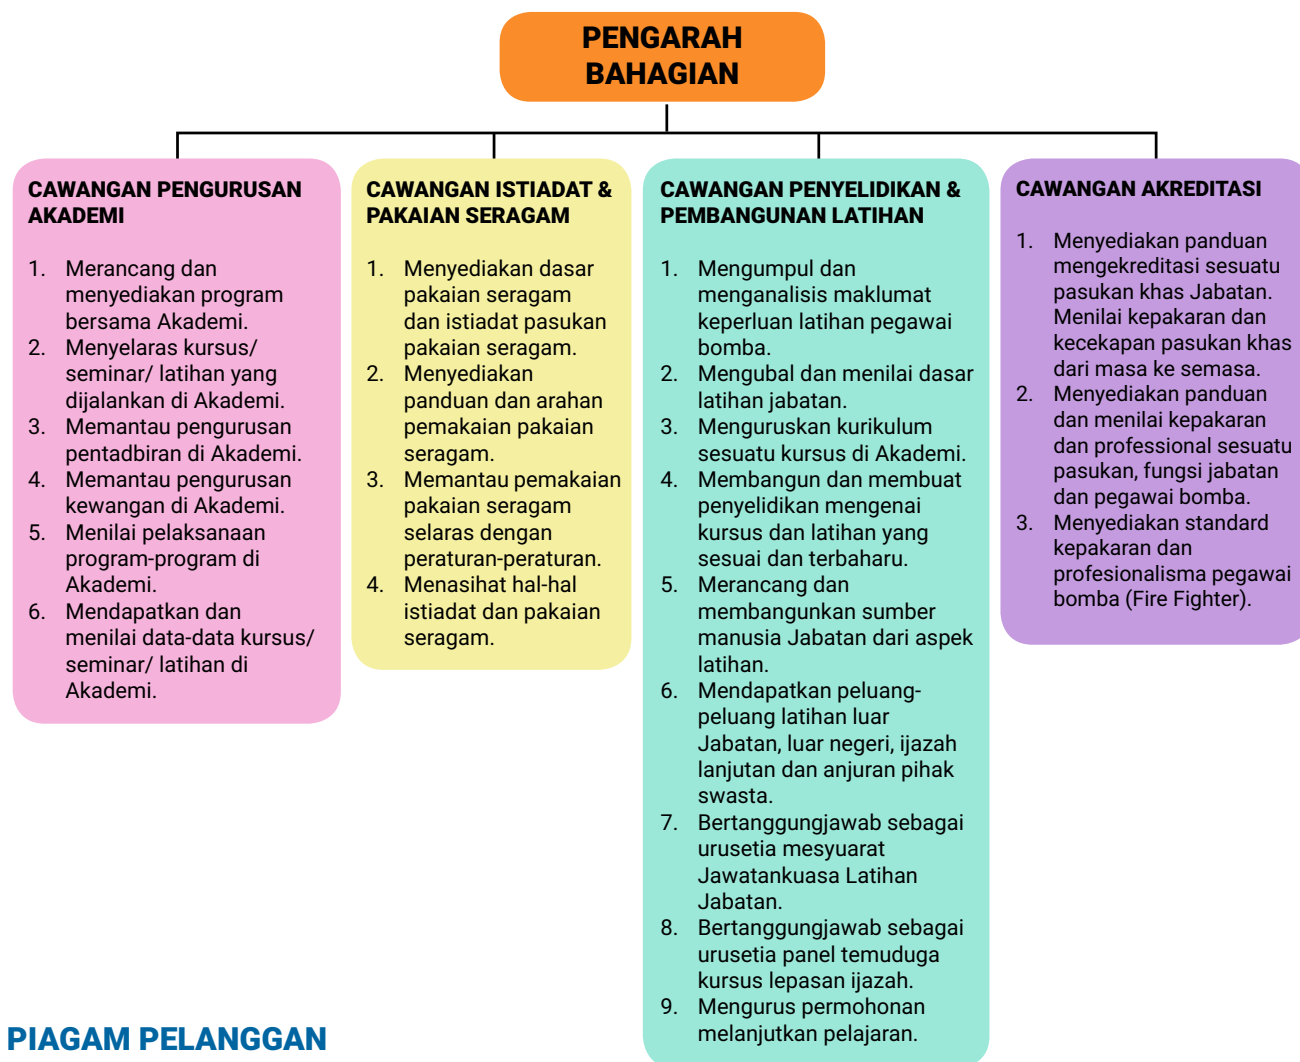 PENGARAH
BAHAGIAN
CAWANGAN PENGURUSAN
AKADEMI
1. Merancang dan
menyediakan program
bersama Akademi.
2. Menyelaras kursus/
seminar/ latihan yang
dijalankan di Akademi.
3. Memantau pengurusan
pentadbiran di Akademi.
4. Memantau pengurusan
kewangan di Akademi.
5. Menilai pelaksanaan
program-program di
Akademi.
6. Mendapatkan dan
menilai data-data kursus/
seminar/ latihan di
Akademi.
CAWANGAN ISTIADAT &
PAKAIAN SERAGAM
1. Menyediakan dasar
pakaian seragam
dan istiadat pasukan
pakaian seragam.
2. Menyediakan
panduan dan arahan
pemakaian pakaian
seragam.
3. Memantau pemakaian
pakaian seragam
selaras dengan
peraturan-peraturan.
4. Menasihat hal-hal
istiadat dan pakaian
seragam.
CAWANGAN PENYELIDIKAN &
PEMBANGUNAN LATIHAN
1. Mengumpul dan
menganalisis maklumat
keperluan latihan pegawai
bomba.
2. Mengubal dan menilai dasar
latihan jabatan.
3. Menguruskan kurikulum
sesuatu kursus di Akademi.
4. Membangun dan membuat
penyelidikan mengenai
kursus dan latihan yang
sesuai dan terbaharu.
5. Merancang dan
membangunkan sumber
manusia Jabatan dari aspek
latihan.
6. Mendapatkan peluang-
peluang latihan luar
Jabatan, luar negeri, ijazah
lanjutan dan anjuran pihak
swasta.
7. Bertanggungjawab sebagai
urusetia mesyuarat
Jawatankuasa Latihan
Jabatan.
8. Bertanggungjawab sebagai
urusetia panel temuduga
kursus lepasan ijazah.
9. Mengurus permohonan
melanjutkan pelajaran.
CAWANGAN AKREDITASI
1. Menyediakan panduan
mengekreditasi sesuatu
pasukan khas Jabatan.
Menilai kepakaran dan
kecekapan pasukan khas
dari masa ke semasa.
2. Menyediakan panduan
dan menilai kepakaran
dan professional sesuatu
pasukan, fungsi jabatan
dan pegawai bomba.
3. Menyediakan standard
kepakaran dan
profesionalisma pegawai
bomba (Fire Fighter).
PIAGAM PELANGGAN